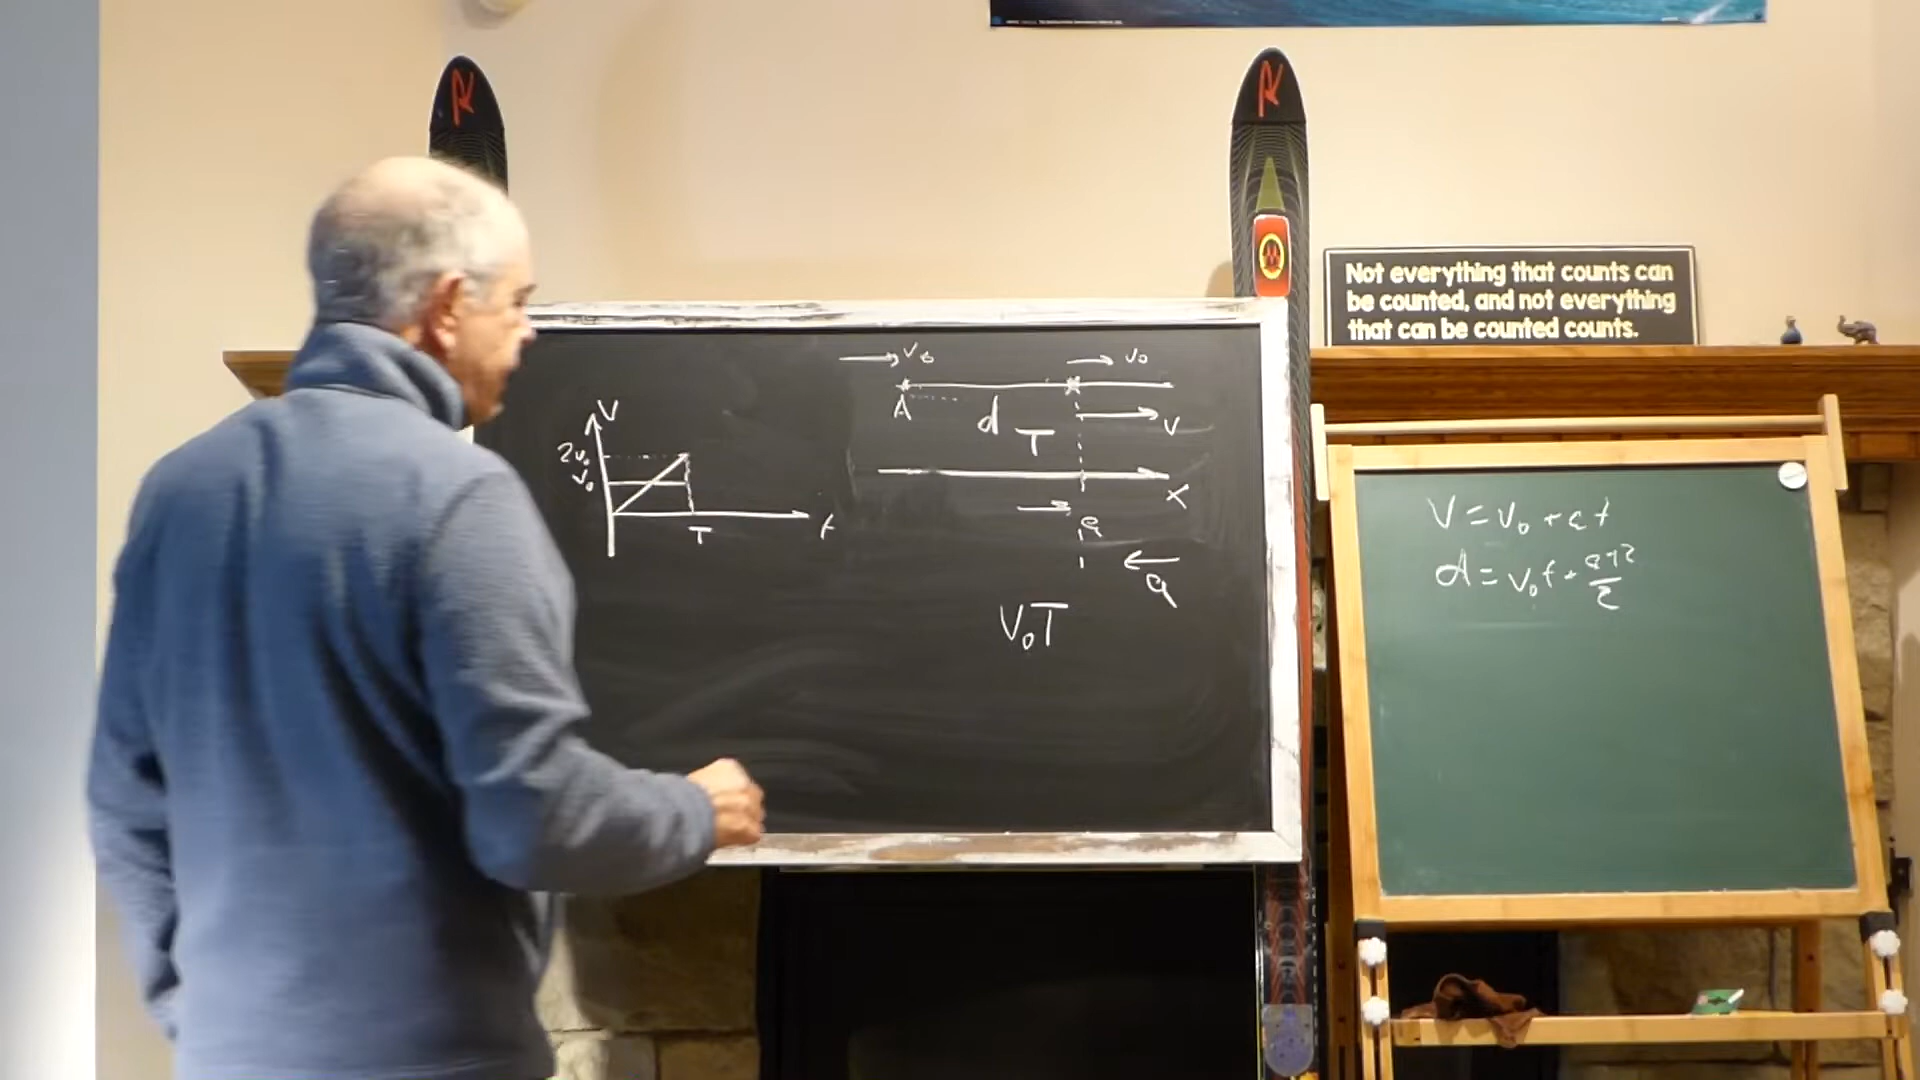 Not everything that counts can
be counted, and not everything
that can be counted counts.
V
2v₀
v₀
T
t
v₀
v₀
A
d
T
V
X
a
a
V₀T
V = v₀ + at
d = v₀t + at²/2